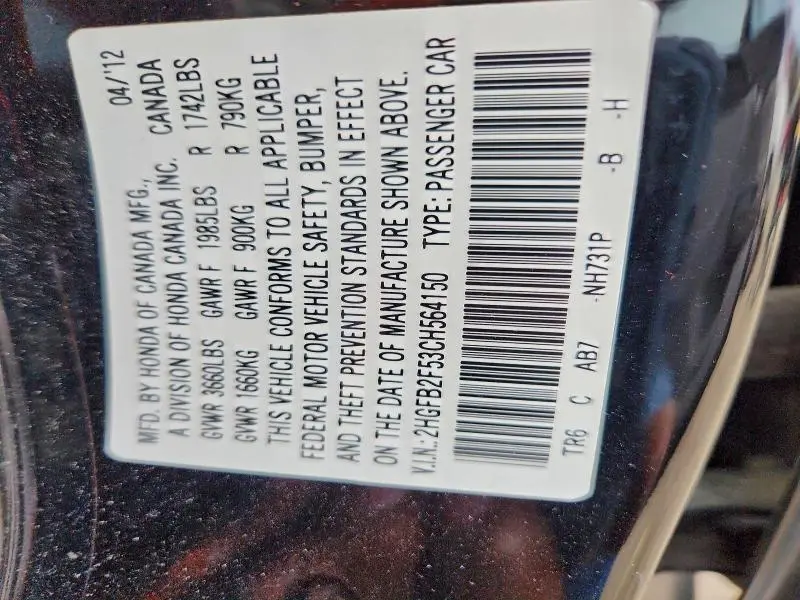 MFD. BY HONDA OF CANADA MFG., 04/'12
A DIVISION OF HONDA CANADA INC. CANADA
GVWR 3660LBS GAWR F 1985LBS R 1742LBS
GVWR 1660KG GAWR F 900KG R 790KG
THIS VEHICLE CONFORMS TO ALL APPLICABLE
FEDERAL MOTOR VEHICLE SAFETY, BUMPER,
AND THEFT PREVENTION STANDARDS IN EFFECT
ON THE DATE OF MANUFACTURE SHOWN ABOVE.
V.I.N.:2HGFB2F53CH564150 TYPE: PASSENGER CAR
TR6 C AB7 -NH731P -B -H